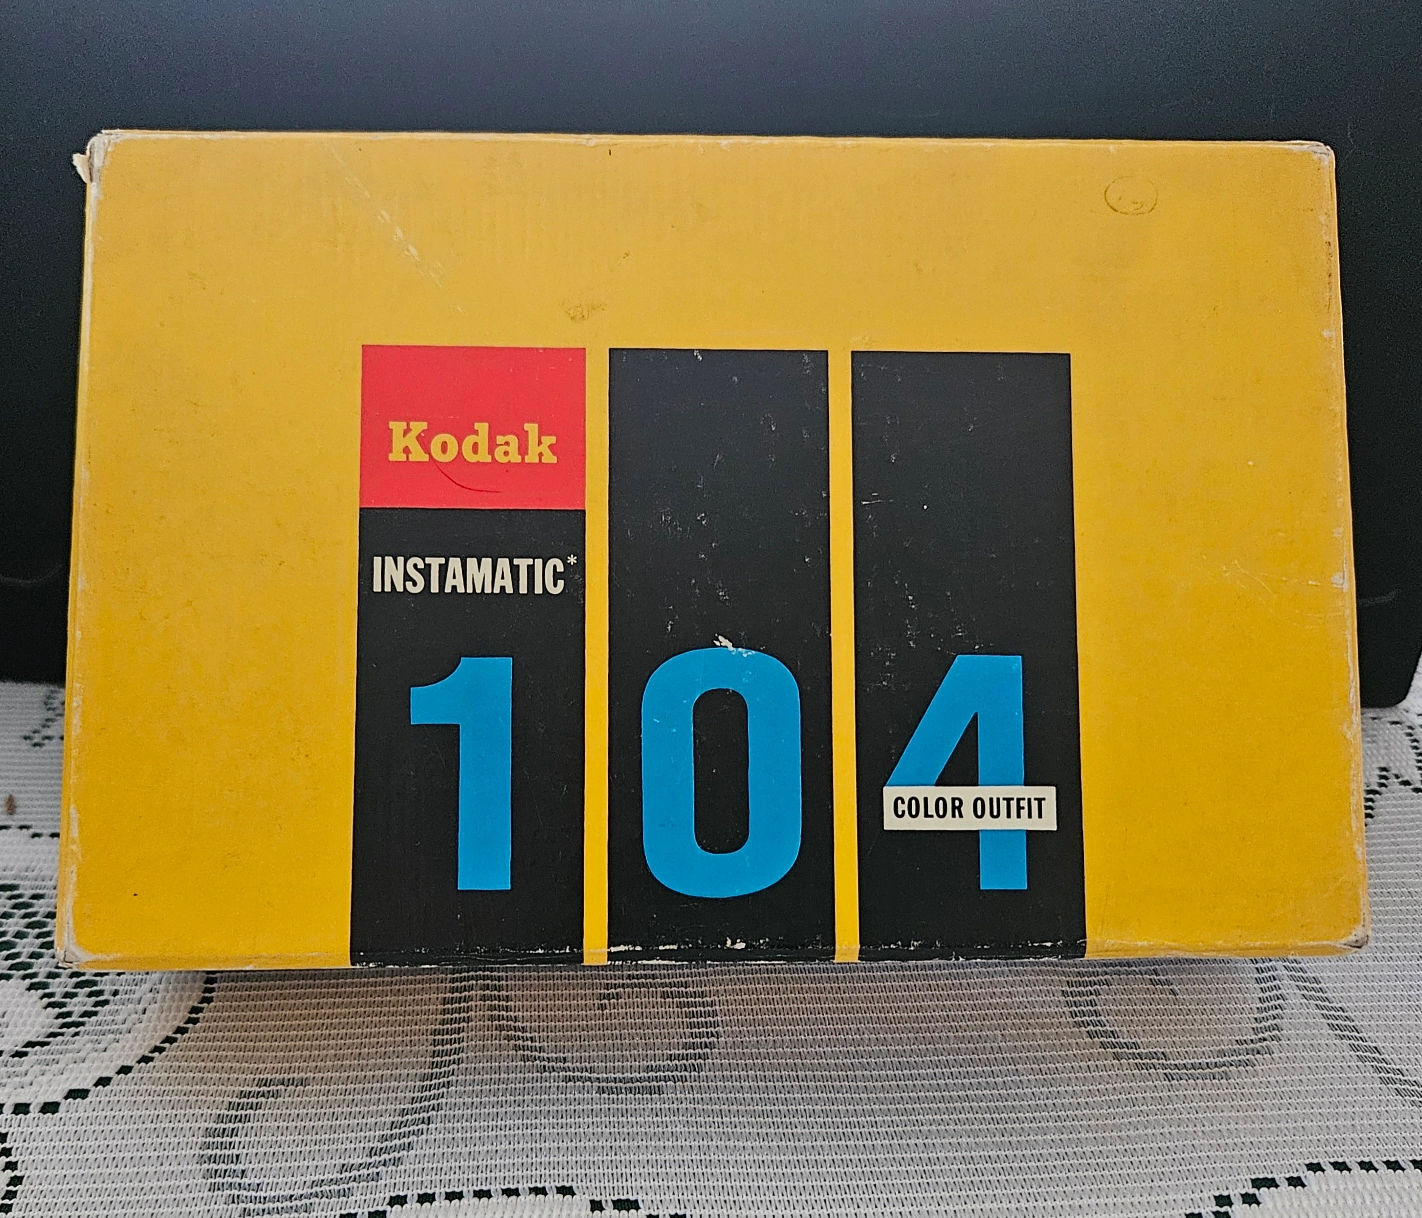 Kodak
INSTAMATIC*
104
COLOR OUTFIT